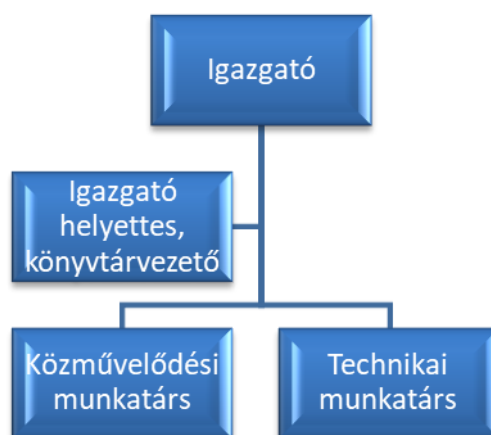 Igazgató
Igazgató
helyettes,
könyvtárvezető
Közművelődési
munkatárs
Technikai
munkatárs